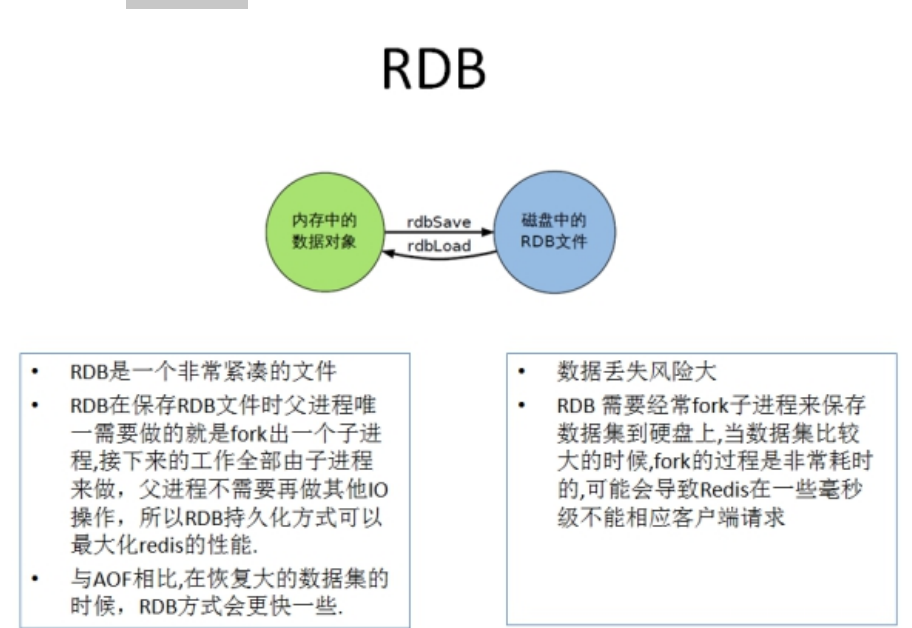 RDB
内存中的
数据对象
rdbSave
rdbLoad
磁盘中的
RDB文件
• RDB是一个非常紧凑的文件
• RDB在保存RDB文件时父进程唯
一需要做的就是fork出一个子进
程,接下来的工作全部由子进程
来做，父进程不需要再做其他IO
操作，所以RDB持久化方式可以
最大化redis的性能.
• 与AOF相比,在恢复大的数据集的
时候，RDB方式会更快一些.
• 数据丢失风险大
• RDB 需要经常fork子进程来保存
数据集到硬盘上,当数据集比较
大的时候,fork的过程是非常耗时
的,可能会导致Redis在一些毫秒
级不能相应客户端请求